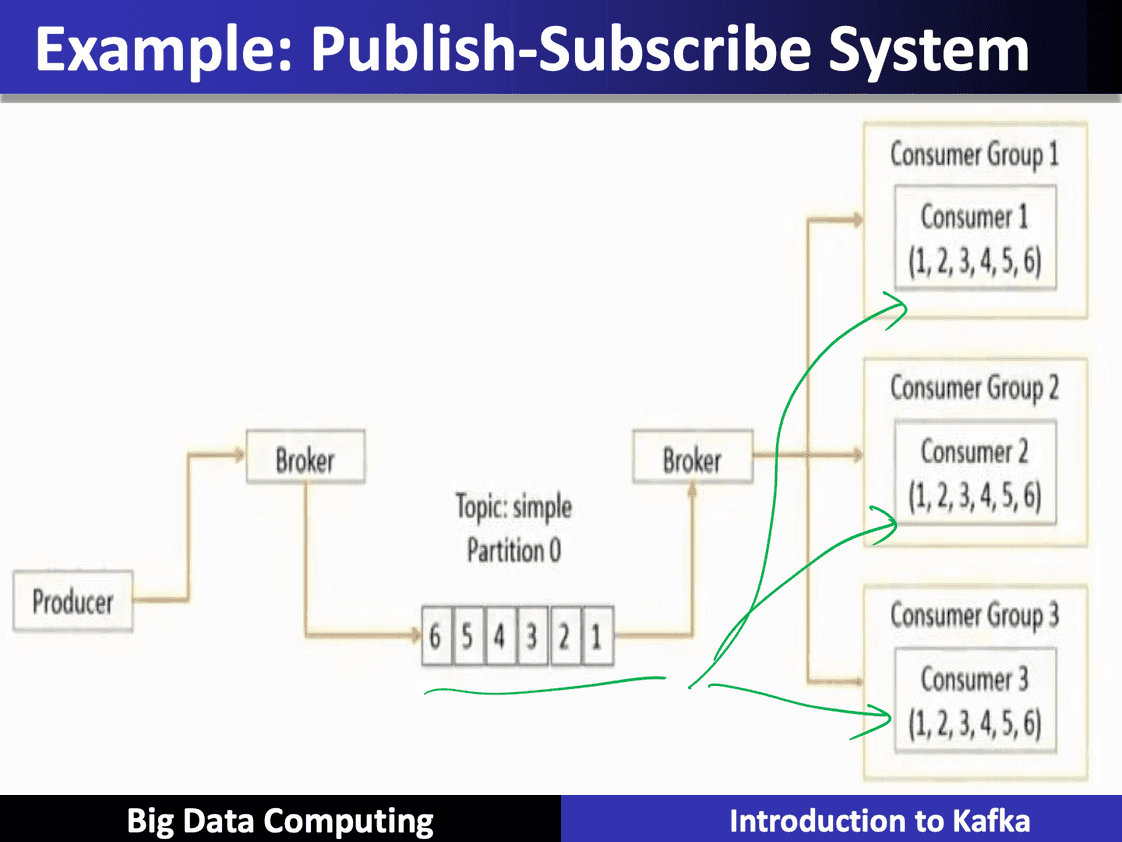 Example: Publish-Subscribe System
Consumer Group 1
Consumer 1
(1, 2, 3, 4, 5, 6)
Consumer Group 2
Consumer 2
(1, 2, 3, 4, 5, 6)
Broker
Broker
Topic: simple
Partition 0
Producer
6 5 4 3 2 1
Consumer Group 3
Consumer 3
(1, 2, 3, 4, 5, 6)
Big Data Computing
Introduction to Kafka